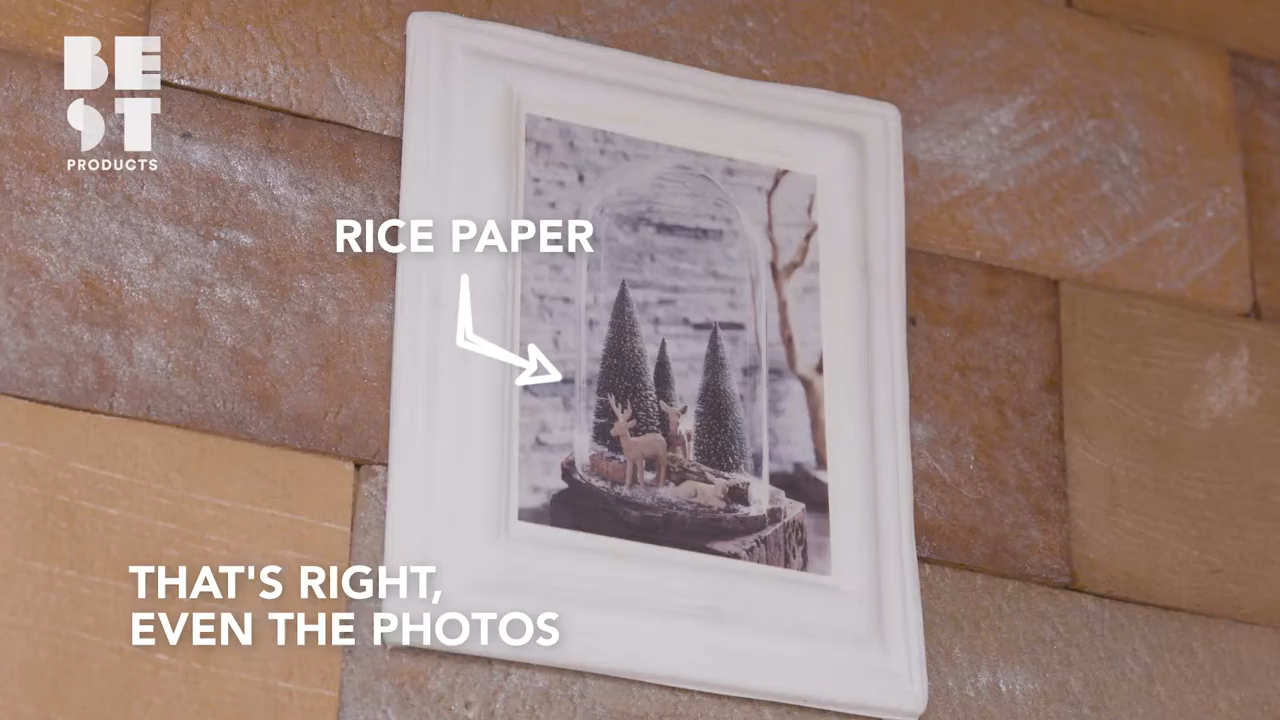 BE
ST
PRODUCTS
RICE PAPER
THAT'S RIGHT,
EVEN THE PHOTOS